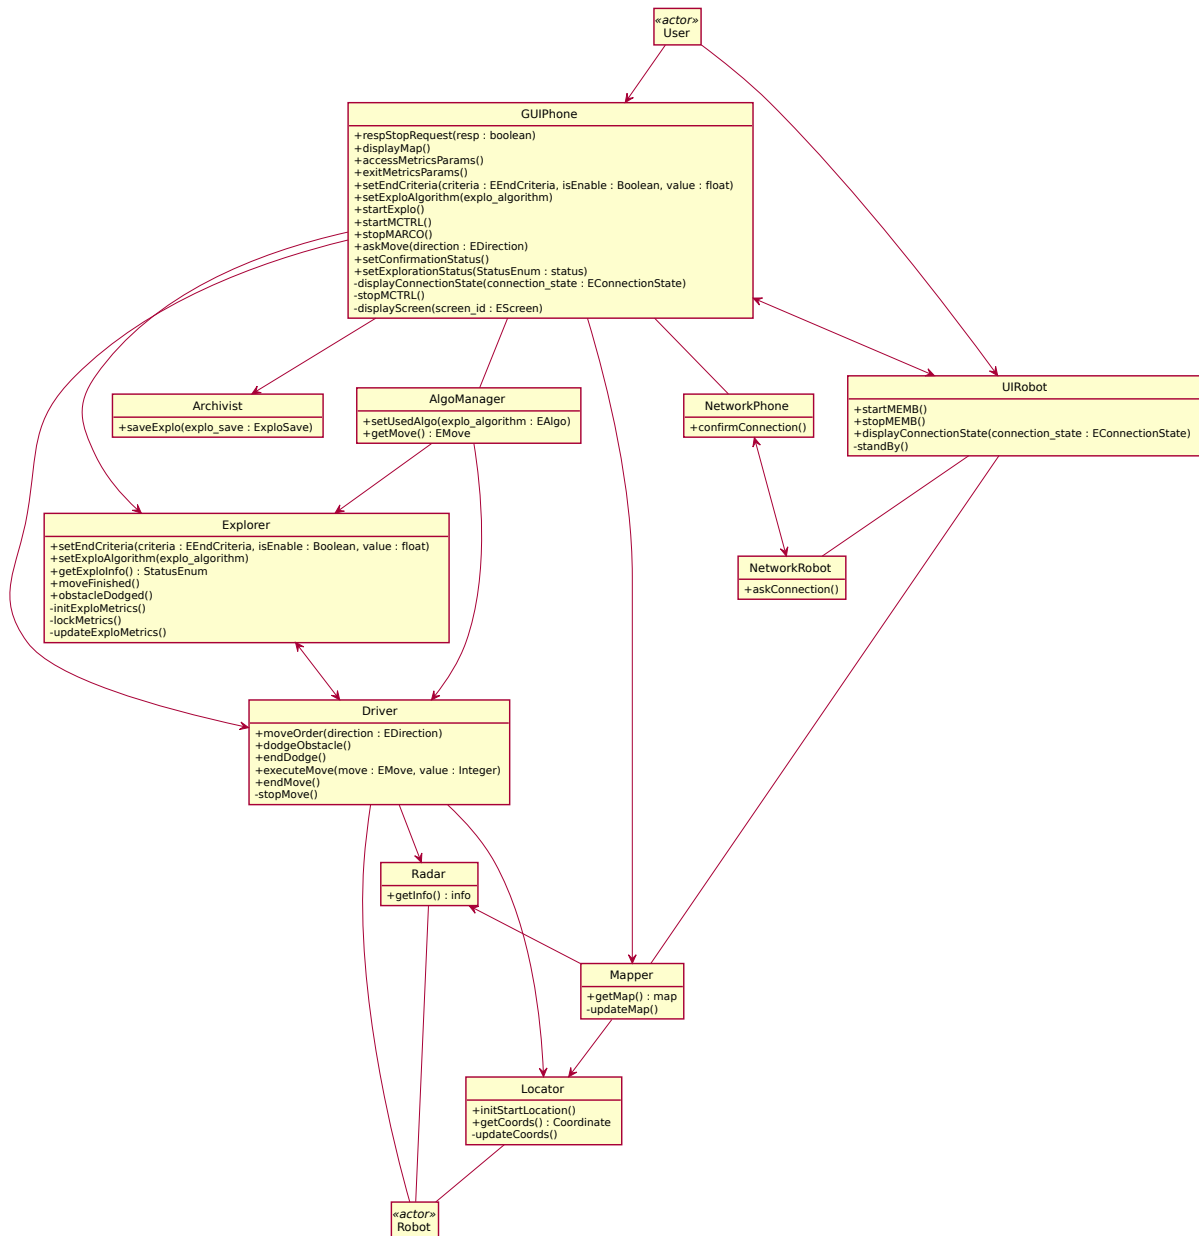 «actor»
User
GUIPhone
+respStopRequest(resp : boolean)
+displayMap()
+accessMetricsParams()
+exitMetricsParams()
+setEndCriteria(criteria : EEndCriteria, isEnable : Boolean, value : float)
+setExploAlgorithm(explo_algorithm)
+startExplo()
+startMCTRL()
+stopMARCO()
+askMove(direction : EDirection)
+setConfirmationStatus()
+setExplorationStatus(StatusEnum : status)
-displayConnectionState(connection_state : EConnectionState)
-stopMCTRL()
-displayScreen(screen_id : EScreen)
UIRobot
+startMEMB()
+stopMEMB()
+displayConnectionState(connection_state : EConnectionState)
-standBy()
Archivist
+saveExplo(explo_save : ExploSave)
AlgoManager
+setUsedAlgo(explo_algorithm : EAlgo)
+getMove() : EMove
NetworkPhone
+confirmConnection()
Explorer
+setEndCriteria(criteria : EEndCriteria, isEnable : Boolean, value : float)
+setExploAlgorithm(explo_algorithm)
+getExploInfo() : StatusEnum
+moveFinished()
+obstacleDodged()
-initExploMetrics()
-lockMetrics()
-updateExploMetrics()
NetworkRobot
+askConnection()
Driver
+moveOrder(direction : EDirection)
+dodgeObstacle()
+endDodge()
+executeMove(move : EMove, value : Integer)
+endMove()
-stopMove()
Radar
+getInfo() : info
Mapper
+getMap() : map
-updateMap()
Locator
+initStartLocation()
+getCoords() : Coordinate
-updateCoords()
«actor»
Robot